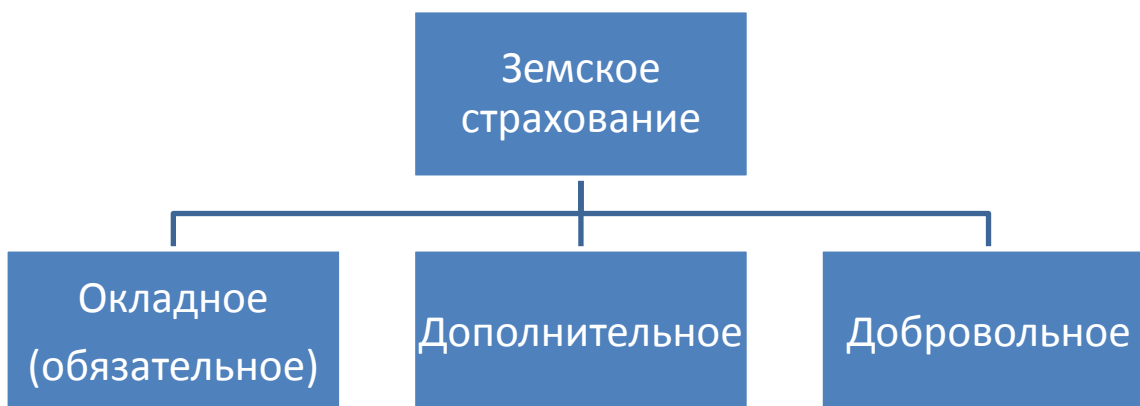 Земское
страхование
Окладное
(обязательное)
Дополнительное
Добровольное